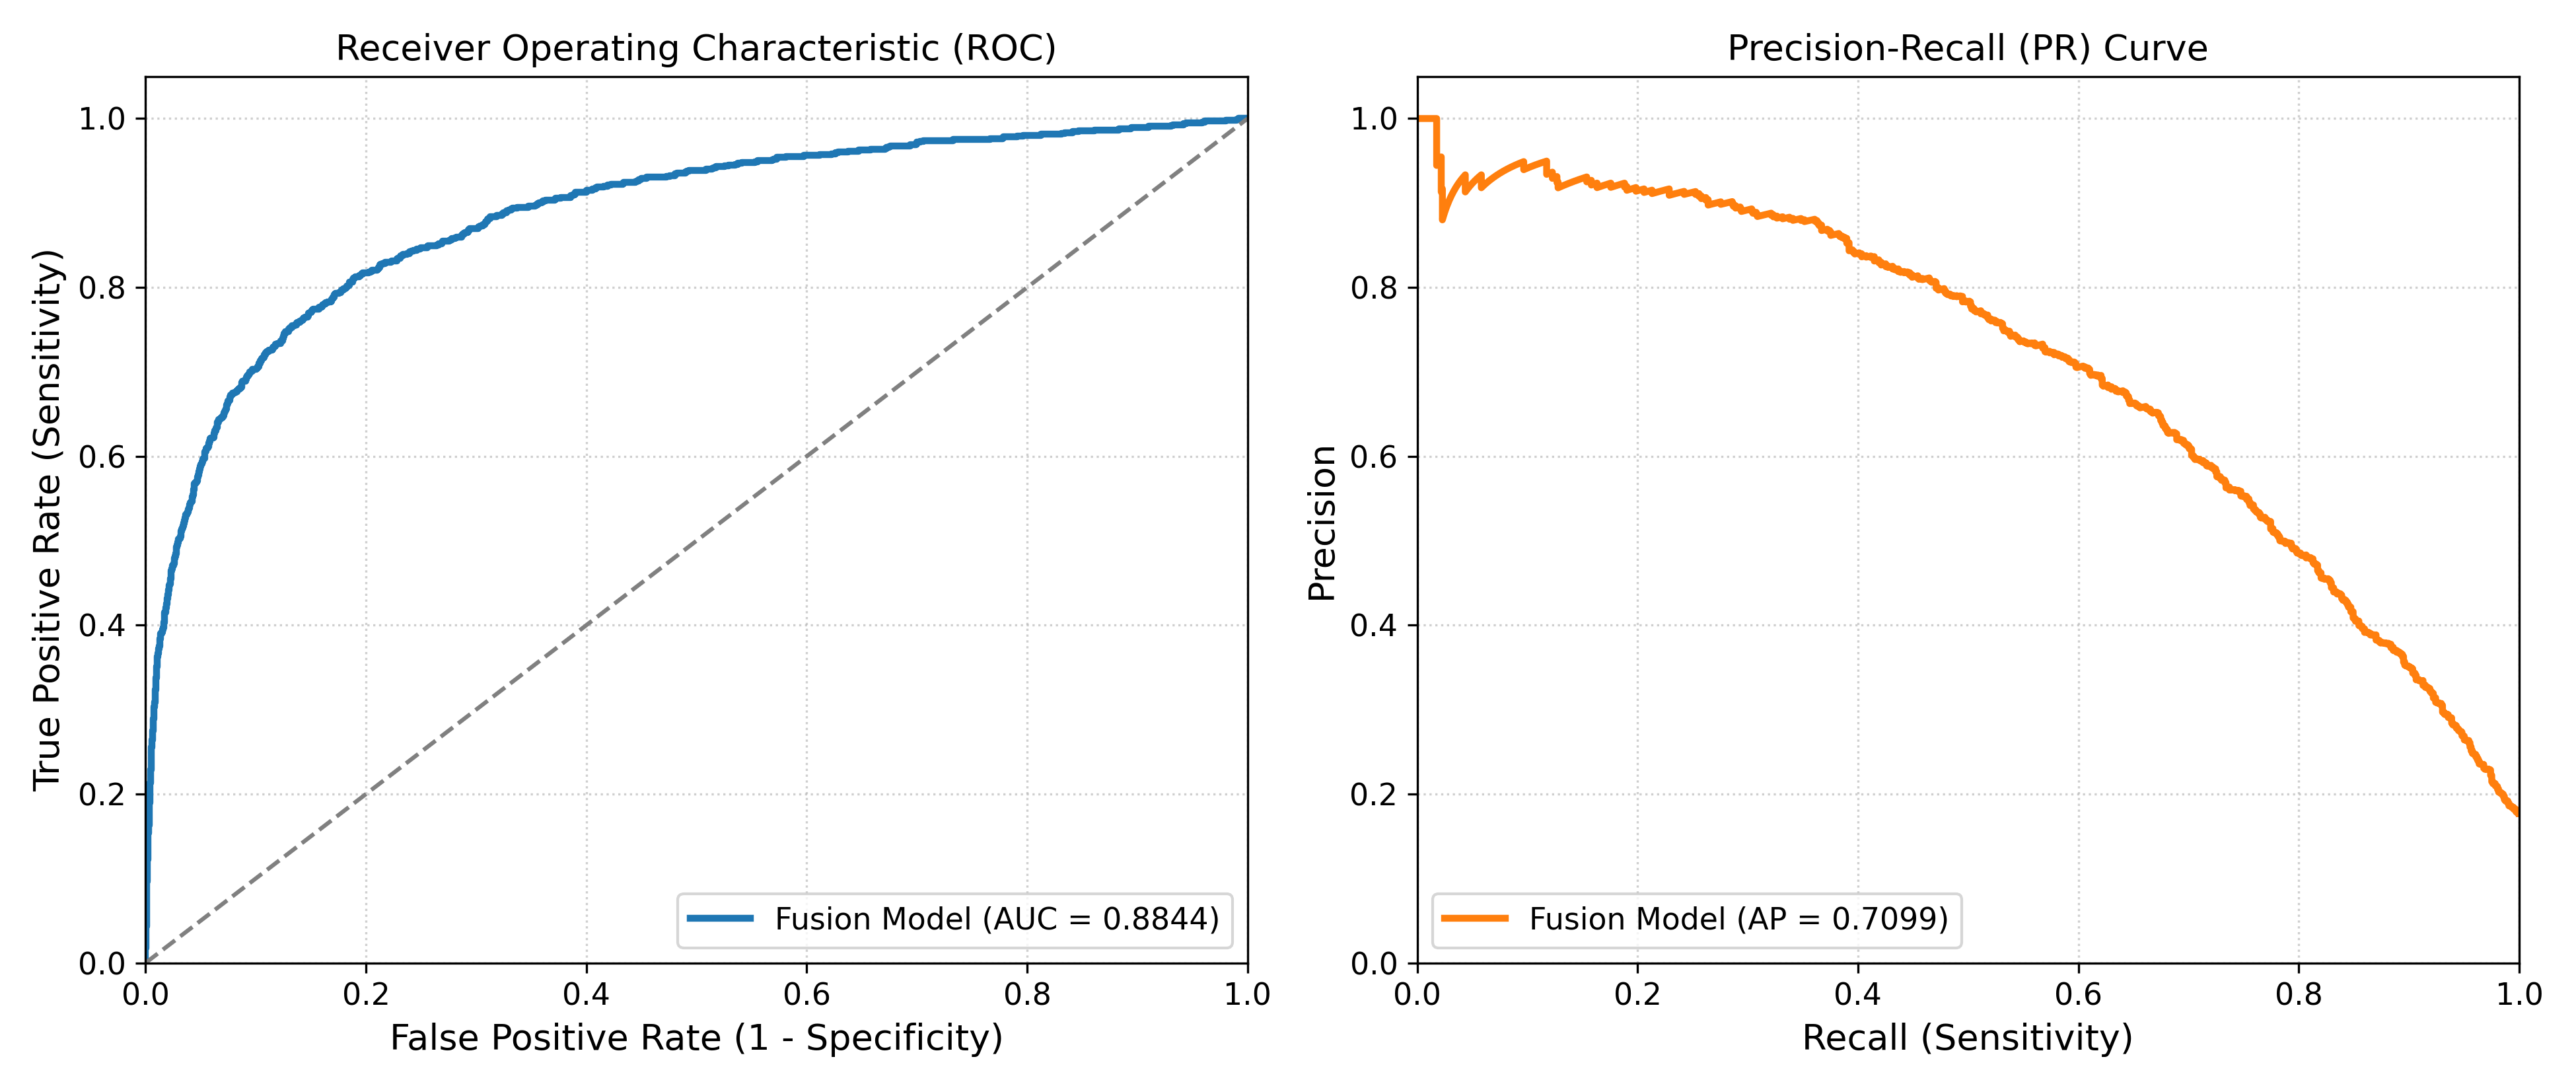 Receiver Operating Characteristic (ROC)
True Positive Rate (Sensitivity)
1.0
0.8
0.6
0.4
0.2
0.0
Fusion Model (AUC = 0.8844)
0.0 0.2 0.4 0.6 0.8 1.0
False Positive Rate (1 - Specificity)
Precision-Recall (PR) Curve
Precision
1.0
0.8
0.6
0.4
0.2
0.0
Fusion Model (AP = 0.7099)
0.0 0.2 0.4 0.6 0.8 1.0
Recall (Sensitivity)